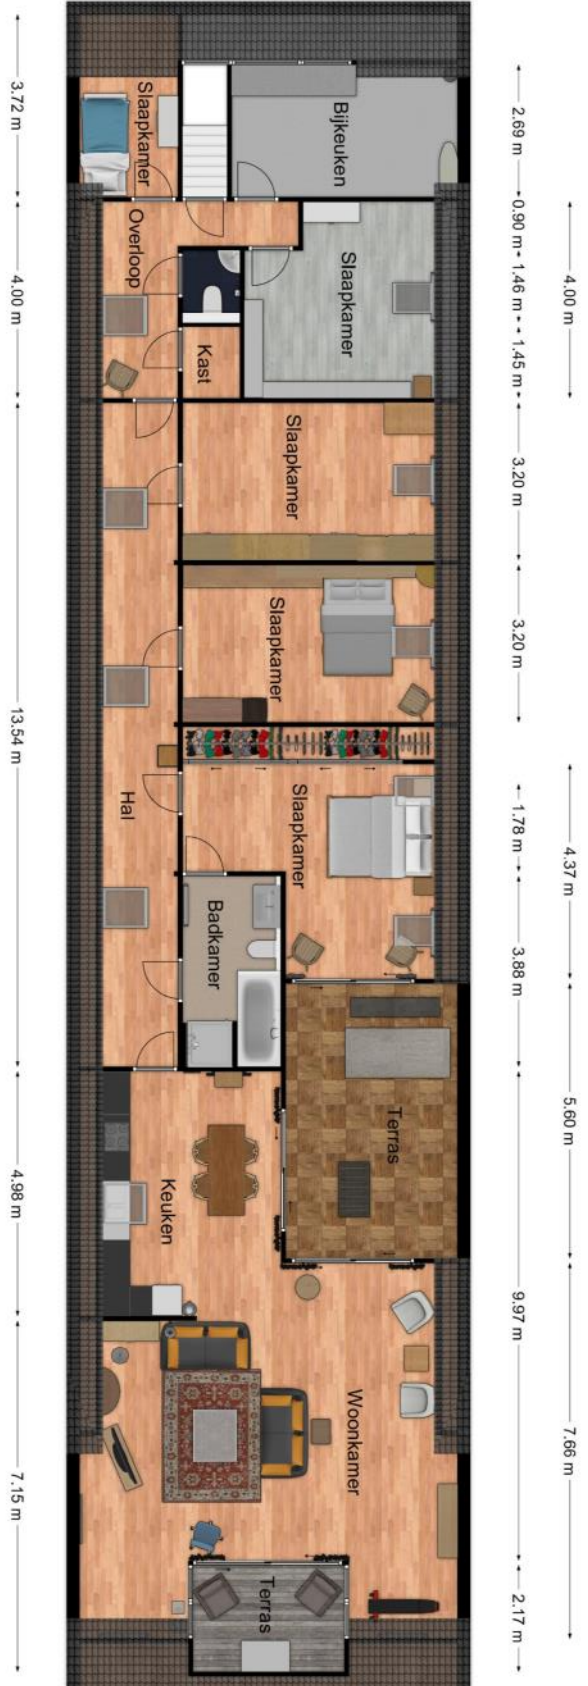 3.72 m
4.00 m
13.54 m
4.98 m
7.15 m
Slaapkamer
Bijkeuken
Overloop
Slaapkamer
Kast
Slaapkamer
Slaapkamer
Hal
Slaapkamer
Badkamer
Terras
Keuken
Woonkamer
Terras
2.69 m
0.90 m
1.46 m
1.45 m
3.20 m
3.20 m
1.78 m
3.88 m
9.97 m
2.17 m
4.00 m
4.37 m
5.60 m
7.66 m